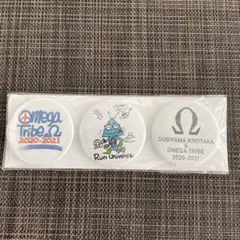 Omega
Tribe Ω
2020-2021
Run Universe
Ω
SUGIYAMA KIYOTAKA
&
OMEGA TRIBE
2020-2021